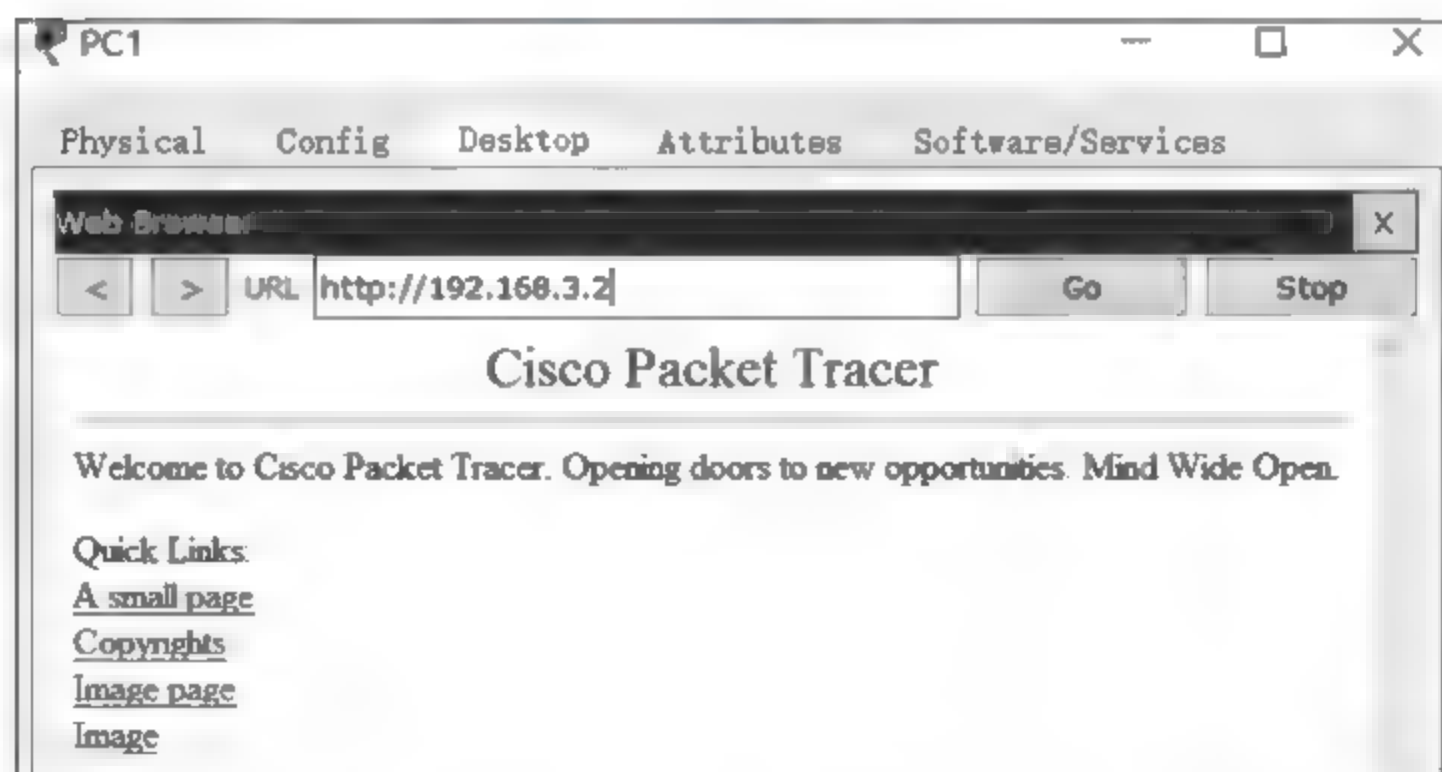 PC1
Physical Config Desktop Attributes Software/Services
Web Browser
X
< > URL http://192.168.3.2 Go Stop
Cisco Packet Tracer
Welcome to Cisco Packet Tracer. Opening doors to new opportunities. Mind Wide Open.
Quick Links:
A small page
Copyrights
Image page
Image